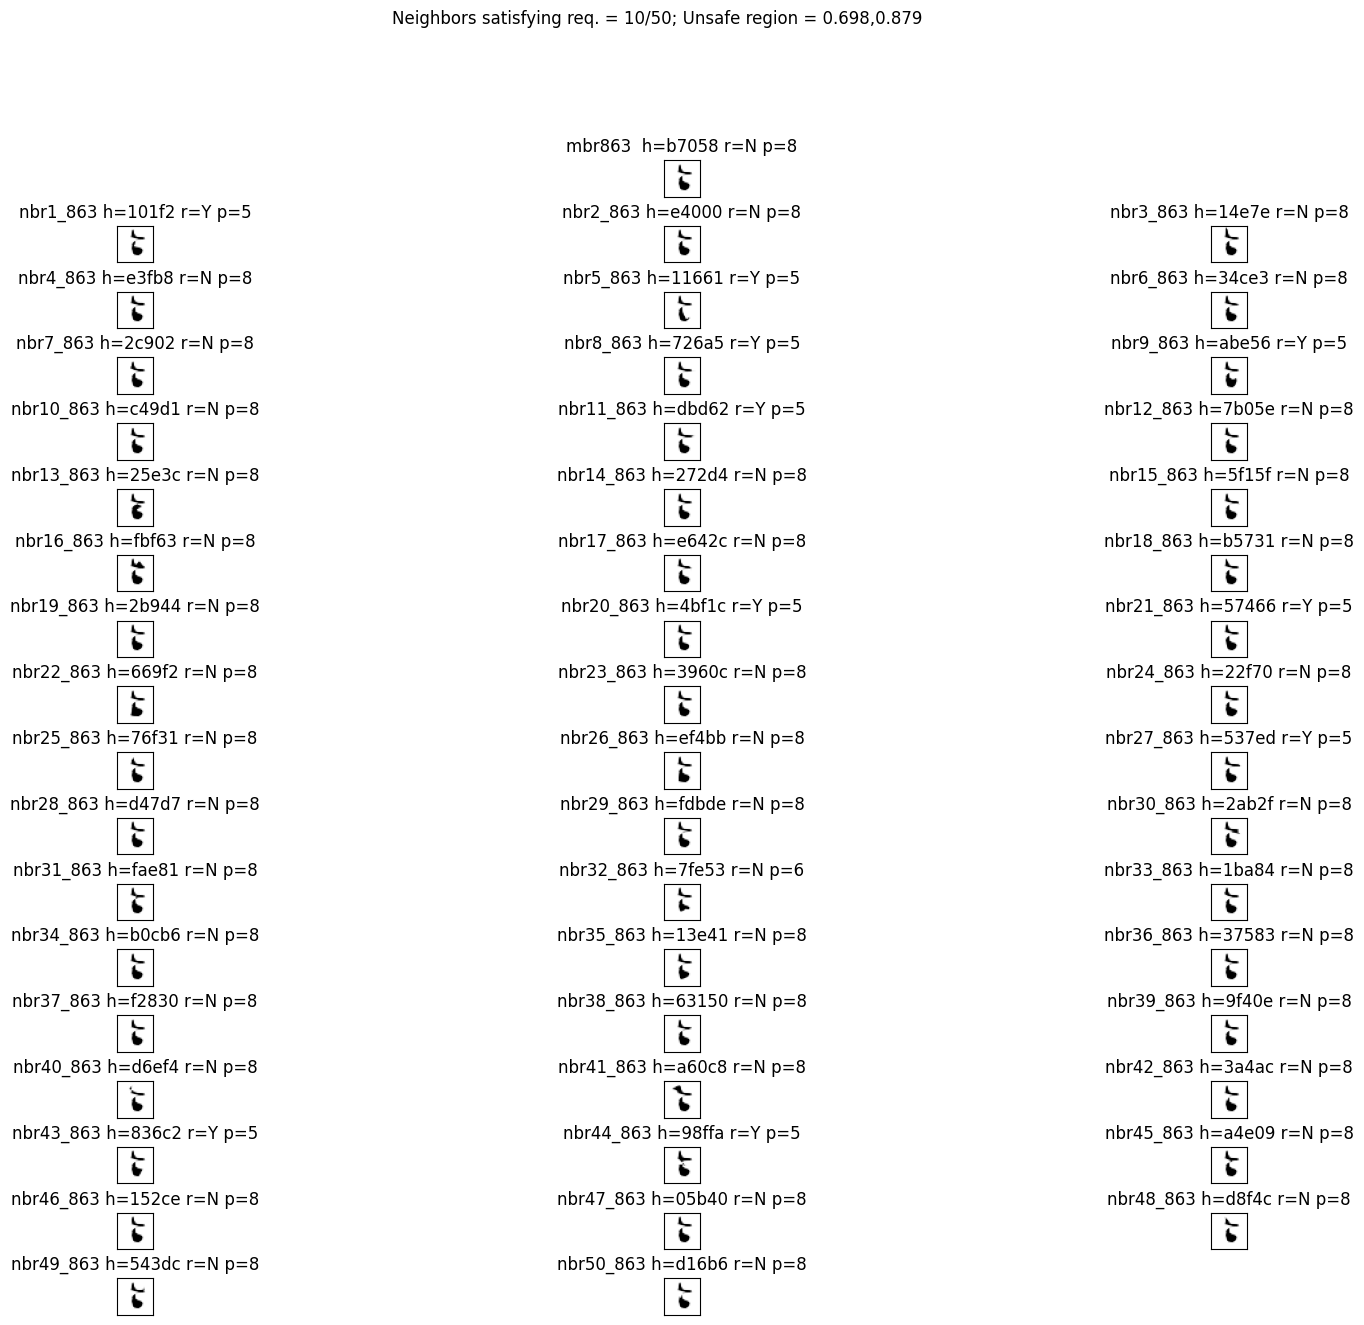 Neighbors satisfying req. = 10/50; Unsafe region = 0.698,0.879
mbr863  h=b7058 r=N p=8
nbr1_863 h=101f2 r=Y p=5
nbr2_863 h=e4000 r=N p=8
nbr3_863 h=14e7e r=N p=8
nbr4_863 h=e3fb8 r=N p=8
nbr5_863 h=11661 r=Y p=5
nbr6_863 h=34ce3 r=N p=8
nbr7_863 h=2c902 r=N p=8
nbr8_863 h=726a5 r=Y p=5
nbr9_863 h=abe56 r=Y p=5
nbr10_863 h=c49d1 r=N p=8
nbr11_863 h=dbd62 r=Y p=5
nbr12_863 h=7b05e r=N p=8
nbr13_863 h=25e3c r=N p=8
nbr14_863 h=272d4 r=N p=8
nbr15_863 h=5f15f r=N p=8
nbr16_863 h=fbf63 r=N p=8
nbr17_863 h=e642c r=N p=8
nbr18_863 h=b5731 r=N p=8
nbr19_863 h=2b944 r=N p=8
nbr20_863 h=4bf1c r=Y p=5
nbr21_863 h=57466 r=Y p=5
nbr22_863 h=669f2 r=N p=8
nbr23_863 h=3960c r=N p=8
nbr24_863 h=22f70 r=N p=8
nbr25_863 h=76f31 r=N p=8
nbr26_863 h=ef4bb r=N p=8
nbr27_863 h=537ed r=Y p=5
nbr28_863 h=d47d7 r=N p=8
nbr29_863 h=fdbde r=N p=8
nbr30_863 h=2ab2f r=N p=8
nbr31_863 h=fae81 r=N p=8
nbr32_863 h=7fe53 r=N p=6
nbr33_863 h=1ba84 r=N p=8
nbr34_863 h=b0cb6 r=N p=8
nbr35_863 h=13e41 r=N p=8
nbr36_863 h=37583 r=N p=8
nbr37_863 h=f2830 r=N p=8
nbr38_863 h=63150 r=N p=8
nbr39_863 h=9f40e r=N p=8
nbr40_863 h=d6ef4 r=N p=8
nbr41_863 h=a60c8 r=N p=8
nbr42_863 h=3a4ac r=N p=8
nbr43_863 h=836c2 r=Y p=5
nbr44_863 h=98ffa r=Y p=5
nbr45_863 h=a4e09 r=N p=8
nbr46_863 h=152ce r=N p=8
nbr47_863 h=05b40 r=N p=8
nbr48_863 h=d8f4c r=N p=8
nbr49_863 h=543dc r=N p=8
nbr50_863 h=d16b6 r=N p=8